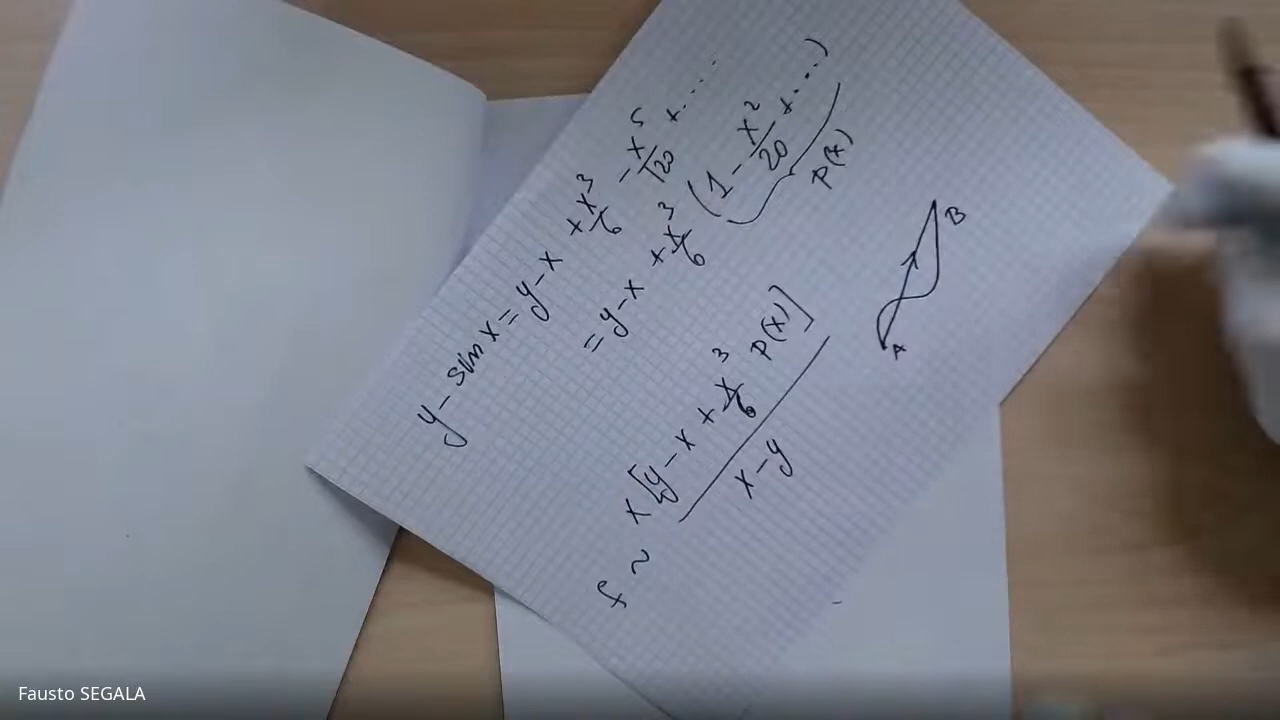 y - sin x = y - x + x³/6 - x⁵/120 + ....
= y - x + x³/6 (1 - x²/20 + ....)
P(x)
f ~ x[y - x + x³/6 P(x)] / x - y
A B
Fausto SEGALA